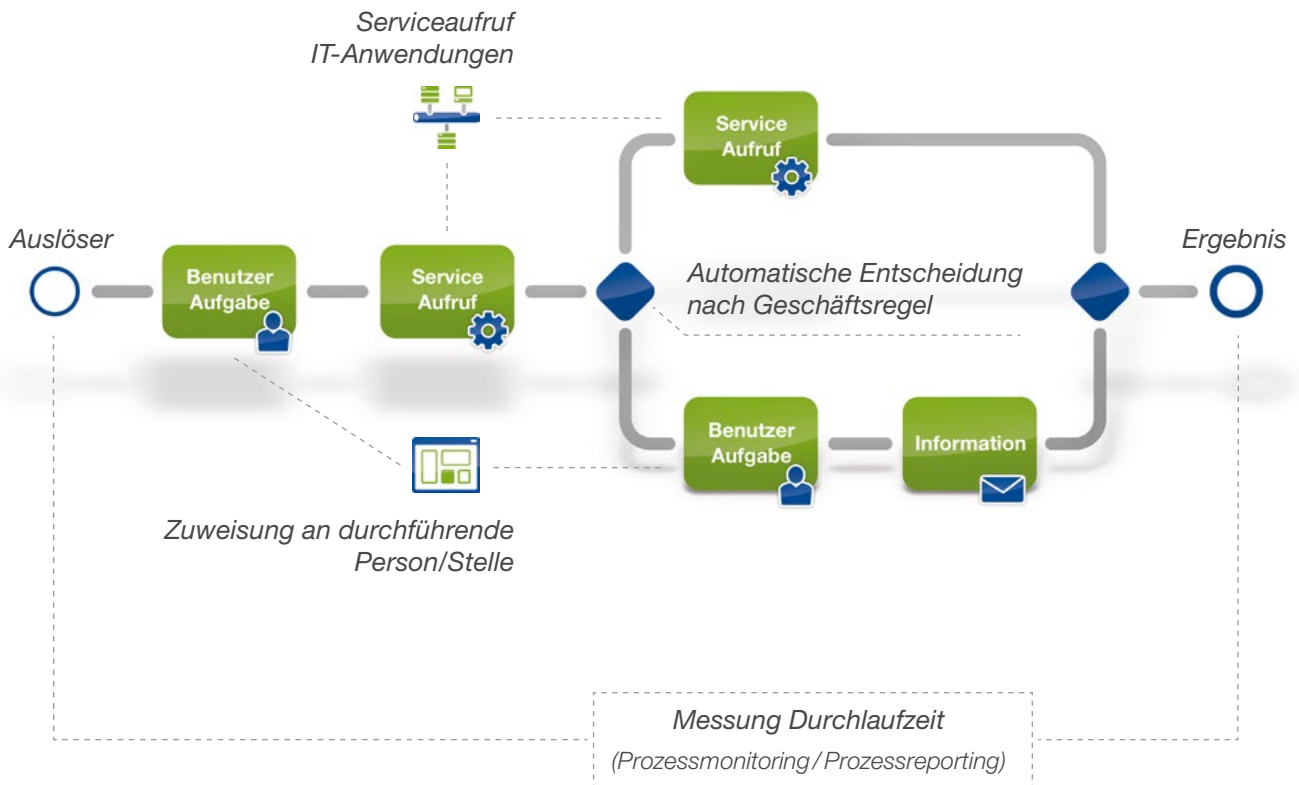 Serviceaufruf
IT-Anwendungen
Service
Aufruf
Auslöser
Ergebnis
Benutzer
Aufgabe
Service
Aufruf
Automatische Entscheidung
nach Geschäftsregel
Benutzer
Aufgabe
Information
Zuweisung an durchführende
Person/Stelle
Messung Durchlaufzeit
(Prozessmonitoring/Prozessreporting)